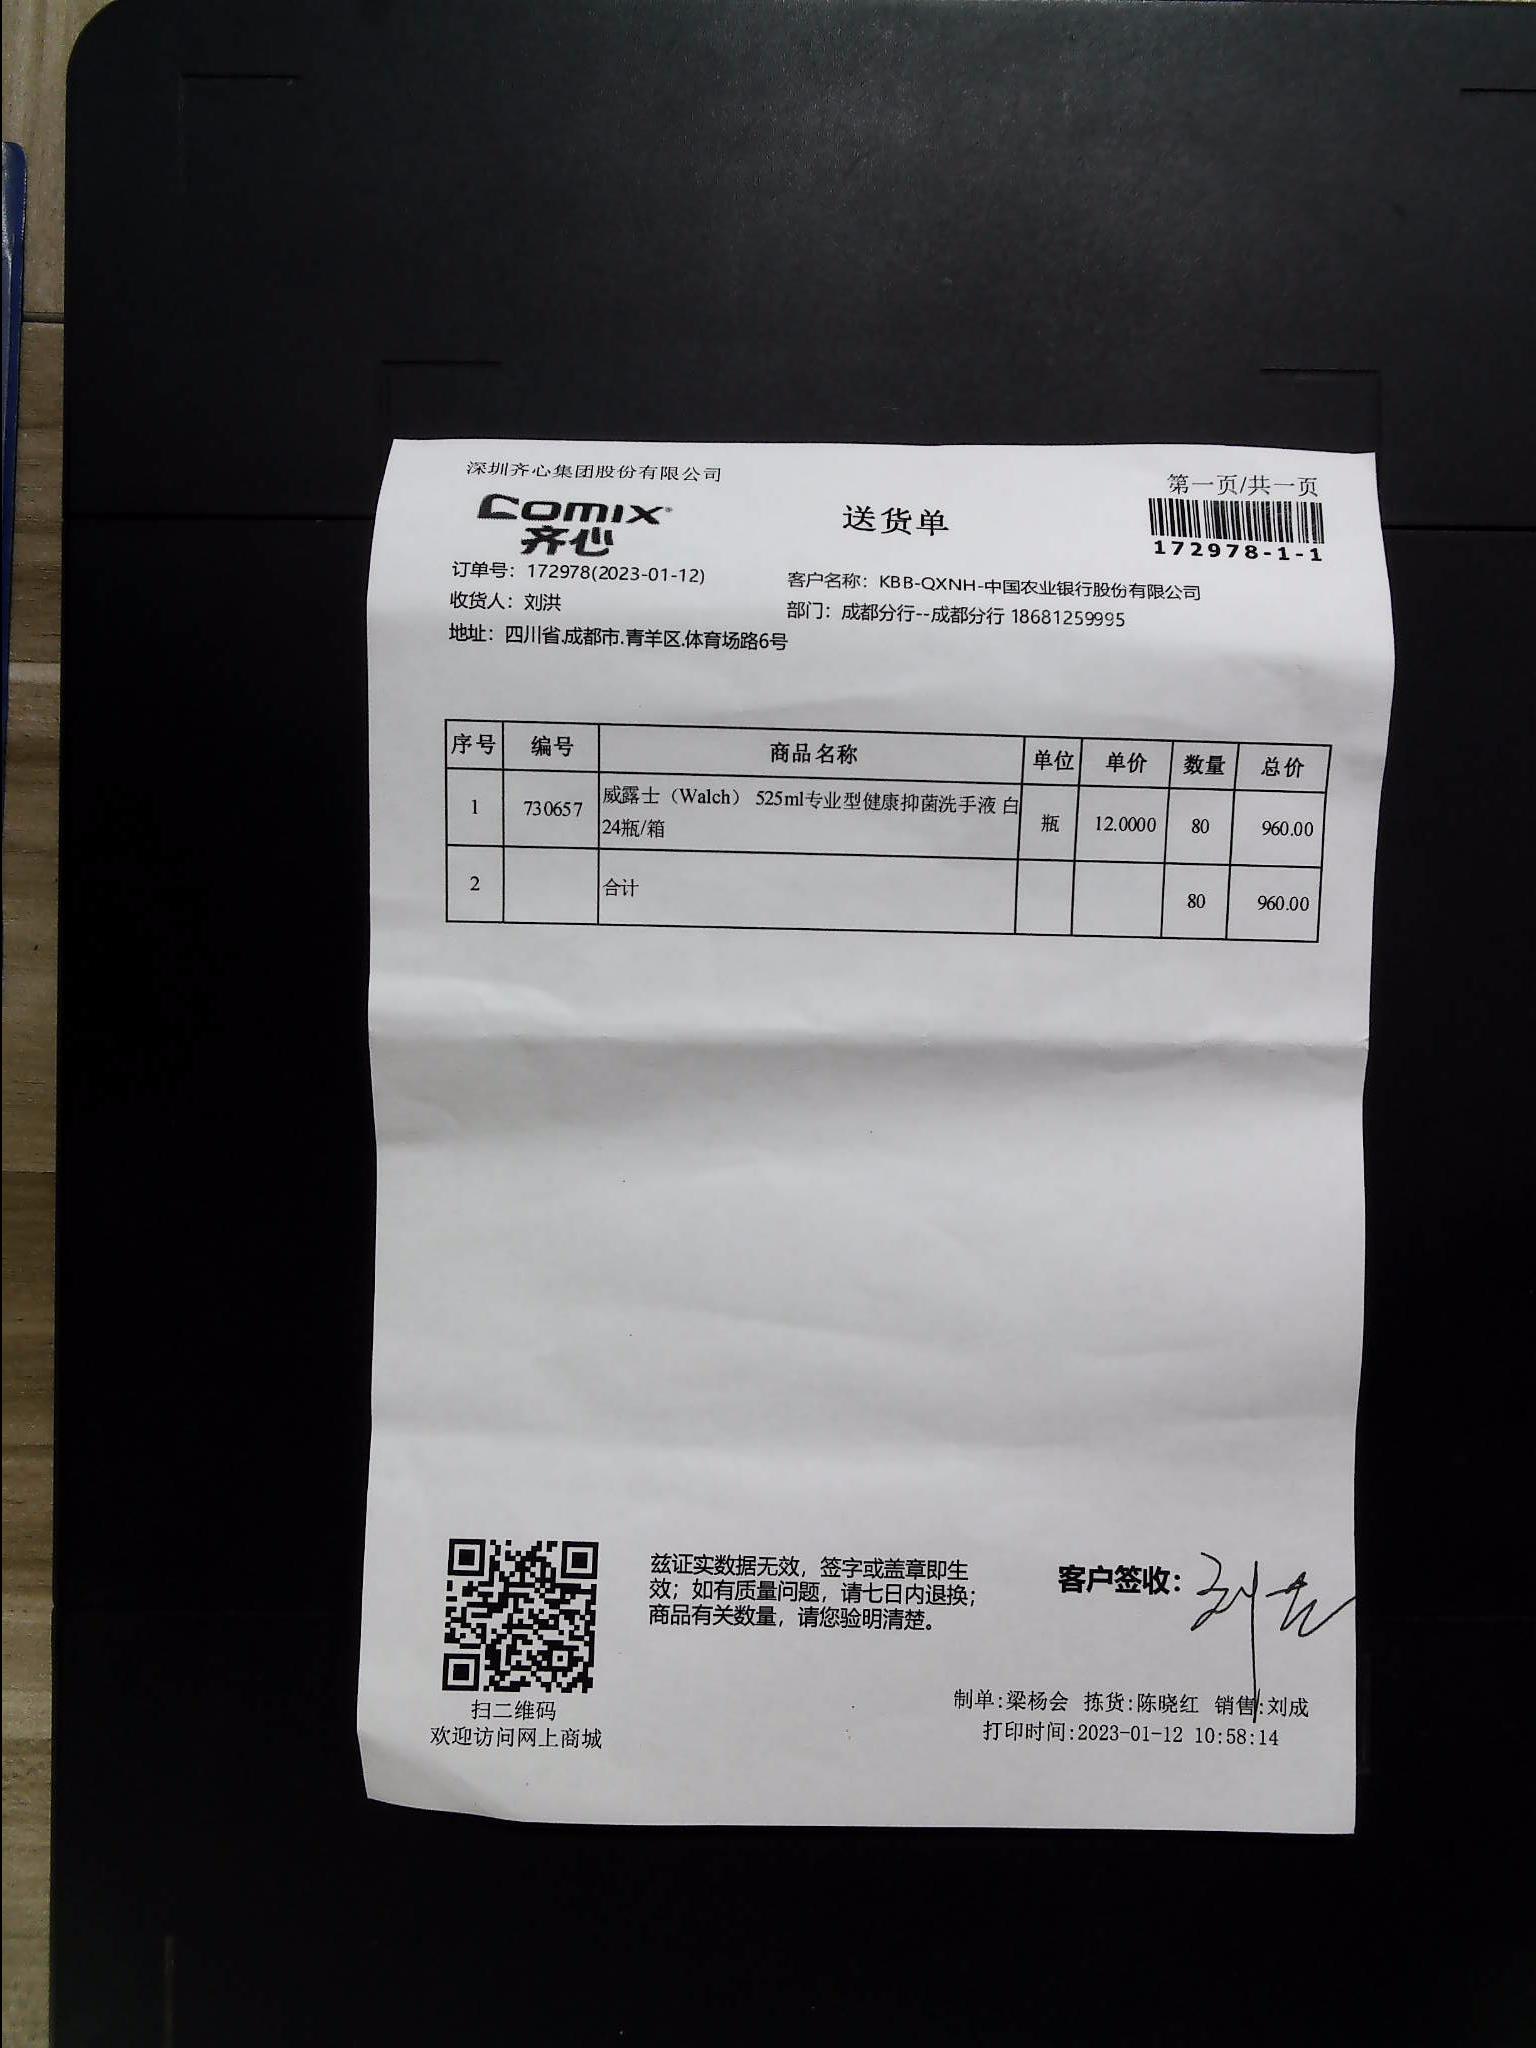 深圳齐心集团股份有限公司
comix
齐心
送货单
第一页/共一页
172978-1-1
订单号：172978(2023-01-12)
客户名称：KBB-QXNH-中国农业银行股份有限公司
收货人：刘洪
部门：成都分行--成都分行 18681259995
地址：四川省.成都市.青羊区.体育场路6号
序号 编号 商品名称 单位 单价 数量 总价
1 730657 威露士（Walch） 525ml专业型健康抑菌洗手液 白 24瓶/箱 瓶 12.0000 80 960.00
2 合计 80 960.00
兹证实数据无效，签字或盖章即生
效；如有质量问题，请七日内退换；
商品有关数量，请您验明清楚。
客户签收：
扫二维码
欢迎访问网上商城
制单:梁杨会 拣货:陈晓红 销售:刘成
打印时间:2023-01-12 10:58:14